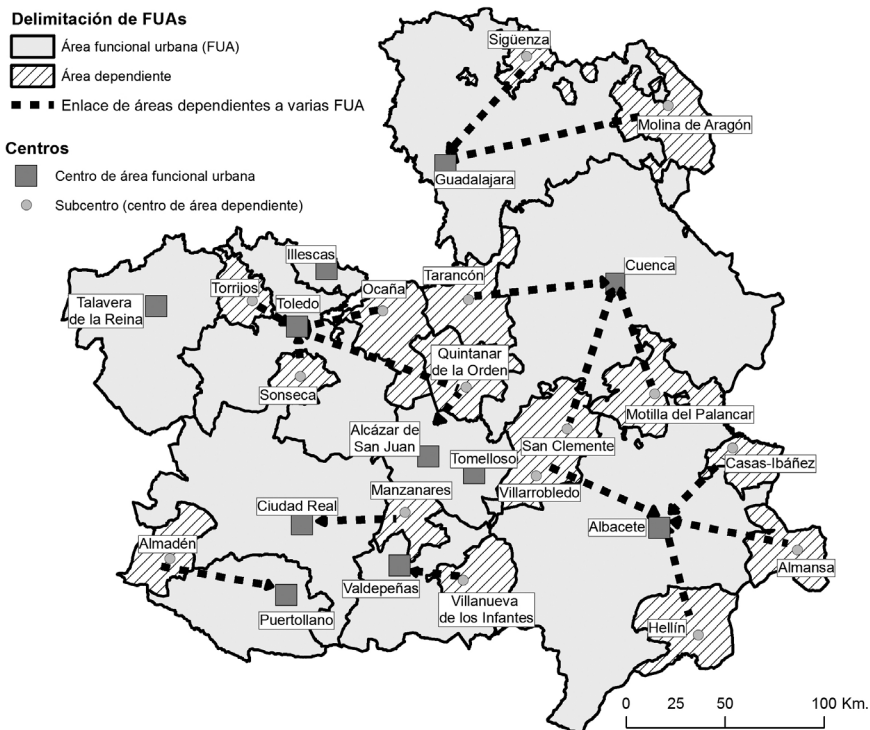 Delimitación de FUAs
Área funcional urbana (FUA)
Área dependiente
Enlace de áreas dependientes a varias FUA
Centros
Centro de área funcional urbana
Subcentro (centro de área dependiente)
Sigüenza
Molina de Aragón
Guadalajara
Illescas
Cuenca
Tarancón
Torrijos
Ocaña
Toledo
Talavera
de la Reina
Quintanar
de la Orden
Sonseca
Motilla del Palancar
Alcázar de
San Juan
San Clemente
Tomelloso
Casas-Ibáñez
Manzanares
Villarrobledo
Ciudad Real
Albacete
Almadén
Almansa
Valdepeñas
Villanueva
de los Infantes
Puertollano
Hellín
0 25 50 100 Km.